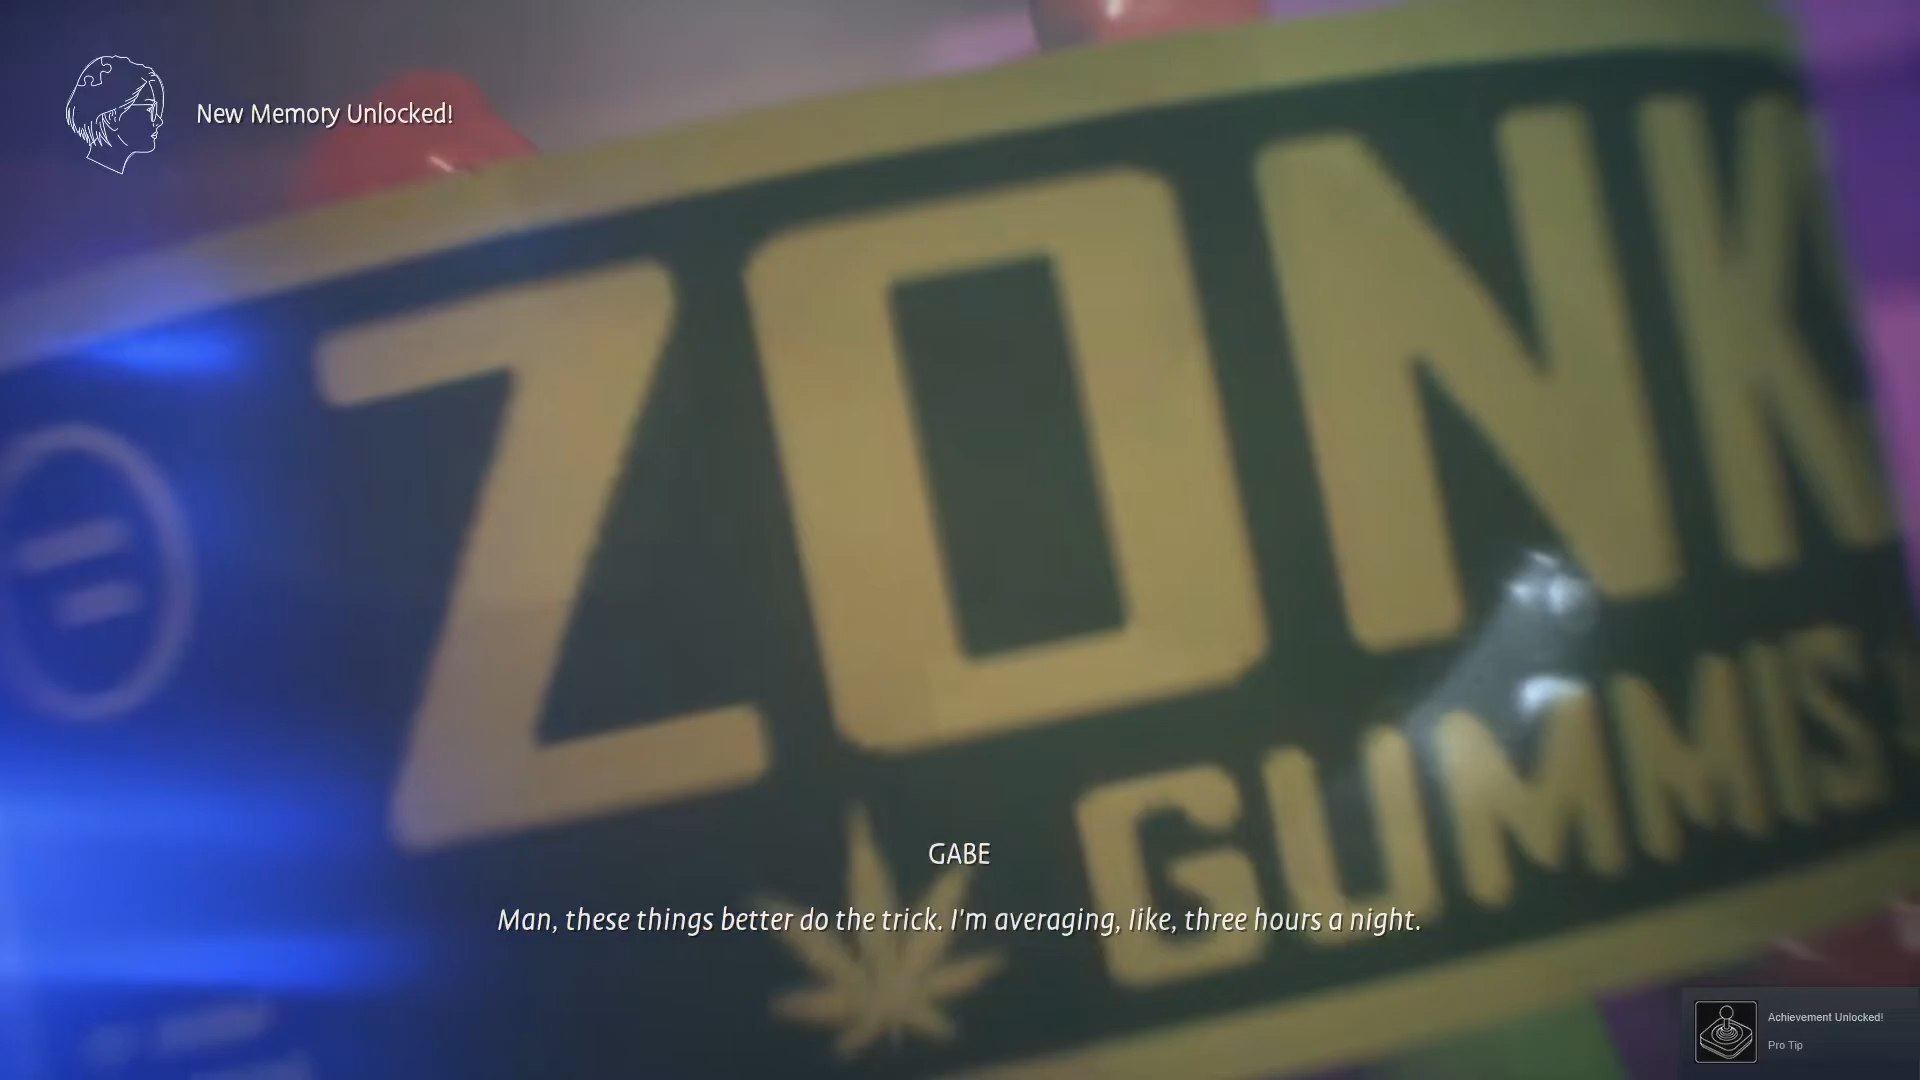 New Memory Unlocked!
ZONK
GUMMIS
GABE
Man, these things better do the trick. I'm averaging, like, three hours a night.
Achievement Unlocked!
Pro Tip